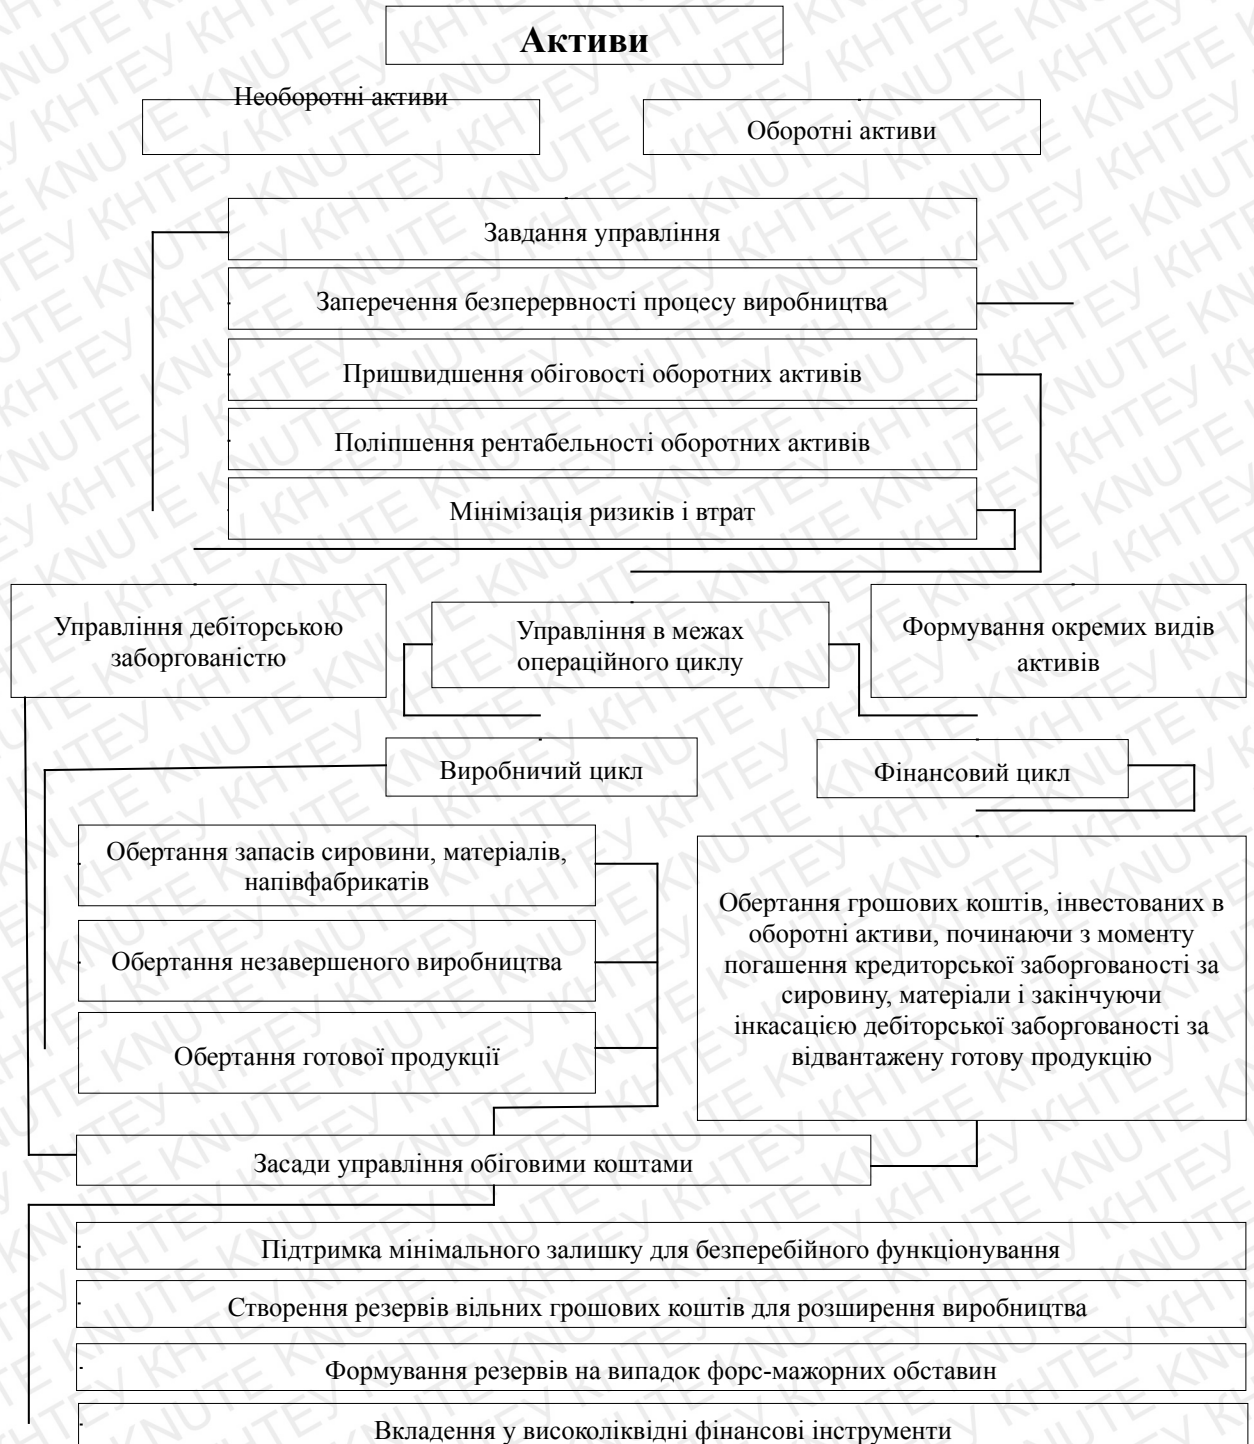 Активи
Необоротні активи
Оборотні активи
Завдання управління
Заперечення безперервності процесу виробництва
Пришвидшення обіговості оборотних активів
Поліпшення рентабельності оборотних активів
Мінімізація ризиків і втрат
Управління дебіторською
заборгованістю
Управління в межах
операційного циклу
Формування окремих видів
активів
Виробничий цикл
Фінансовий цикл
Обертання запасів сировини, матеріалів,
напівфабрикатів
Обертання незавершеного виробництва
Обертання готової продукції
Обертання грошових коштів, інвестованих в
оборотні активи, починаючи з моменту
погашення кредиторської заборгованості за
сировину, матеріали і закінчуючи
інкасацією дебіторської заборгованості за
відвантажену готову продукцію
Засади управління обіговими коштами
Підтримка мінімального залишку для безперебійного функціонування
Створення резервів вільних грошових коштів для розширення виробництва
Формування резервів на випадок форс-мажорних обставин
Вкладення у високоліквідні фінансові інструменти